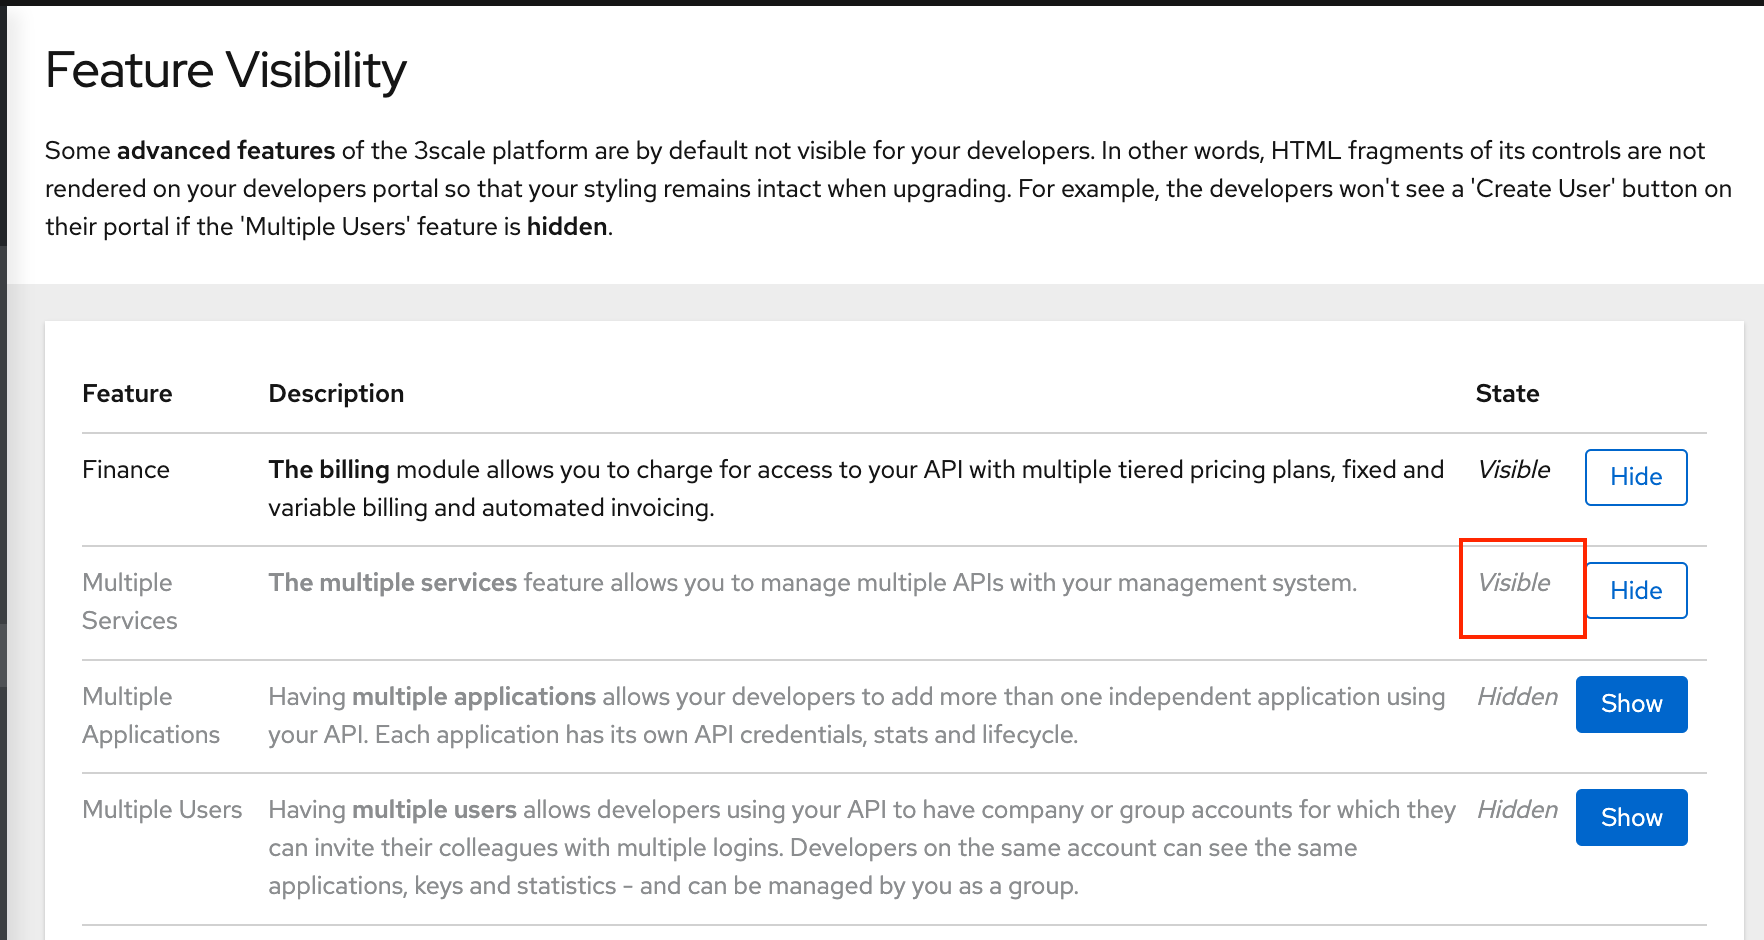 Feature Visibility
Some advanced features of the 3scale platform are by default not visible for your developers. In other words, HTML fragments of its controls are not
rendered on your developers portal so that your styling remains intact when upgrading. For example, the developers won't see a 'Create User' button on
their portal if the 'Multiple Users' feature is hidden.
Feature Description State
Finance The billing module allows you to charge for access to your API with multiple tiered pricing plans, fixed and Visible Hide
variable billing and automated invoicing.
Multiple The multiple services feature allows you to manage multiple APIs with your management system. Visible Hide
Services
Multiple Having multiple applications allows your developers to add more than one independent application using Hidden Show
Applications your API. Each application has its own API credentials, stats and lifecycle.
Multiple Users Having multiple users allows developers using your API to have company or group accounts for which they Hidden Show
can invite their colleagues with multiple logins. Developers on the same account can see the same
applications, keys and statistics - and can be managed by you as a group.